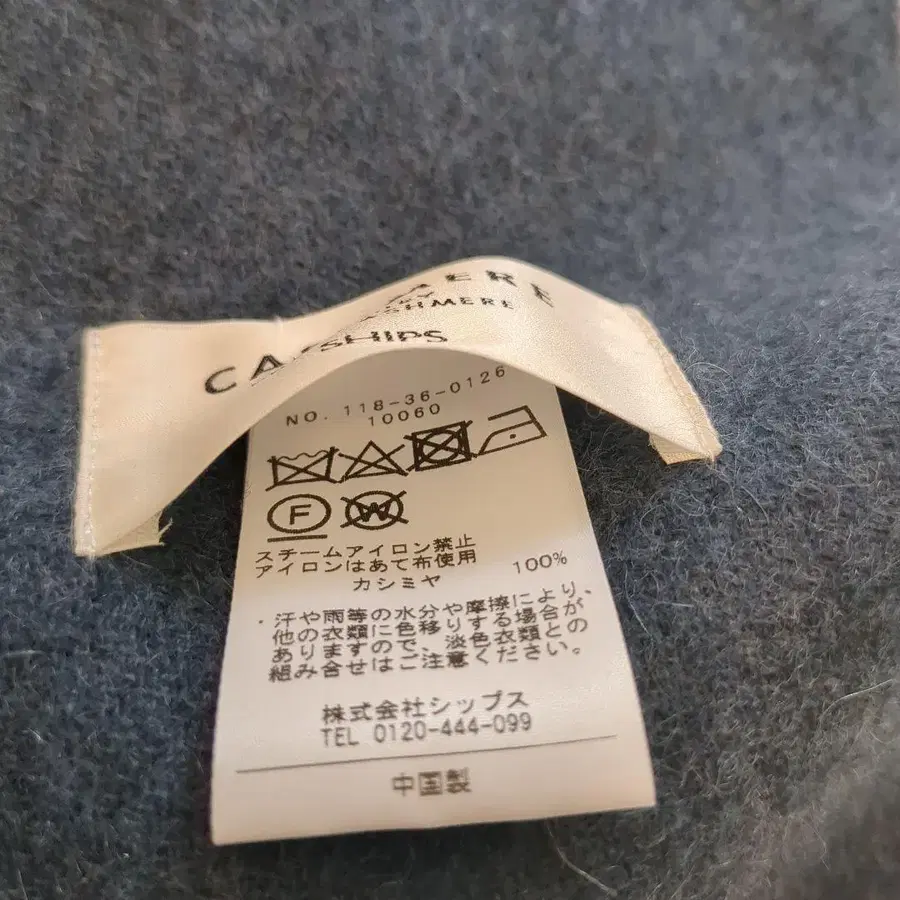 CA
AERE
CASHMERE
SHIPS
NO. 118-36-0126
10060
F
W
スチームアイロン禁止
アイロンはあて布使用
カシミヤ 100%
・汗や雨等の水分や摩擦により、
他の衣類に色移りする場合が
ありますので、淡色衣類との
組み合せはご注意ください。
株式会社シップス
TEL 0120-444-099
中国製